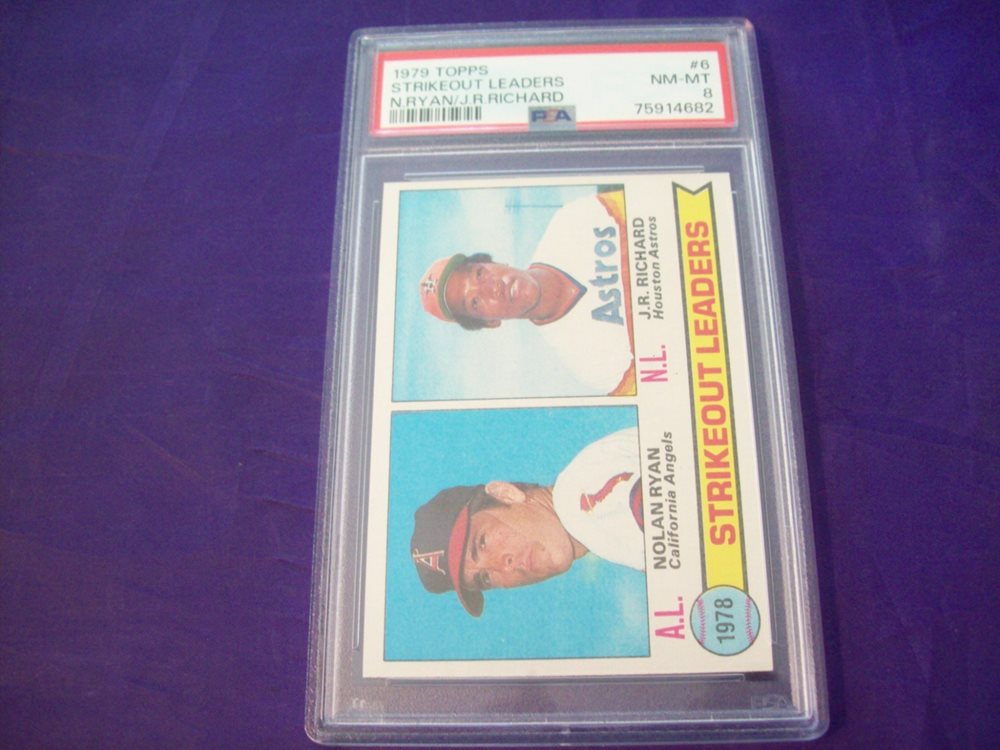 1979 TOPPS #6
STRIKEOUT LEADERS NM-MT
N.RYAN/J.R.RICHARD 8
PSA 75914682
A
Astros
A.L. NOLAN RYAN
California Angels
N.L. J.R. RICHARD
Houston Astros
1978 STRIKEOUT LEADERS